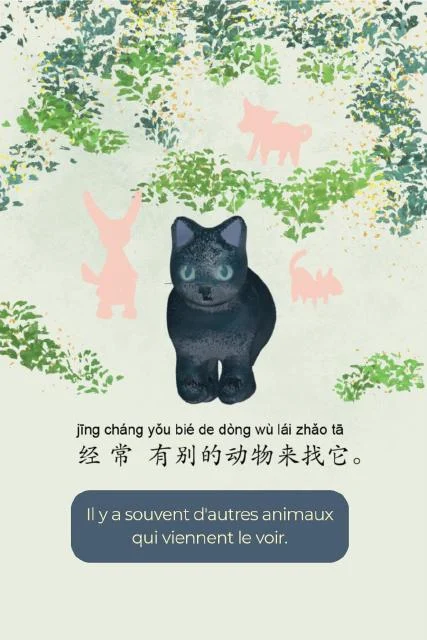 jīng cháng yǒu bié de dòng wù lái zhǎo tā
经 常 有别的动物来找它。
Il y a souvent d'autres animaux
qui viennent le voir.